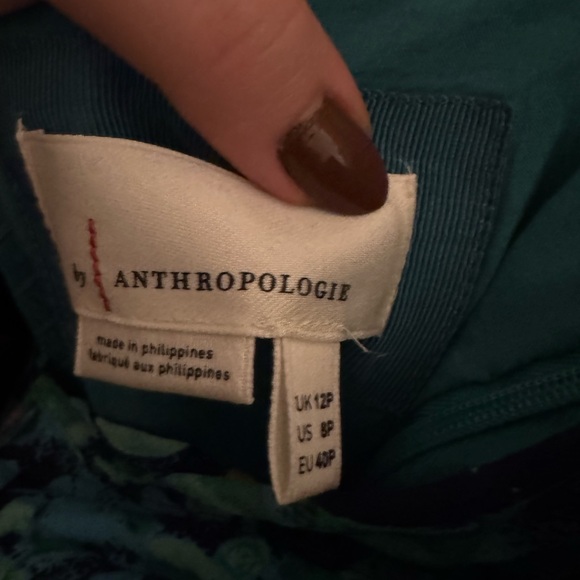 by ANTHROPOLOGIE
made in philippines
fabriqué aux philippines
UK 12P
US 8P
EU 40P